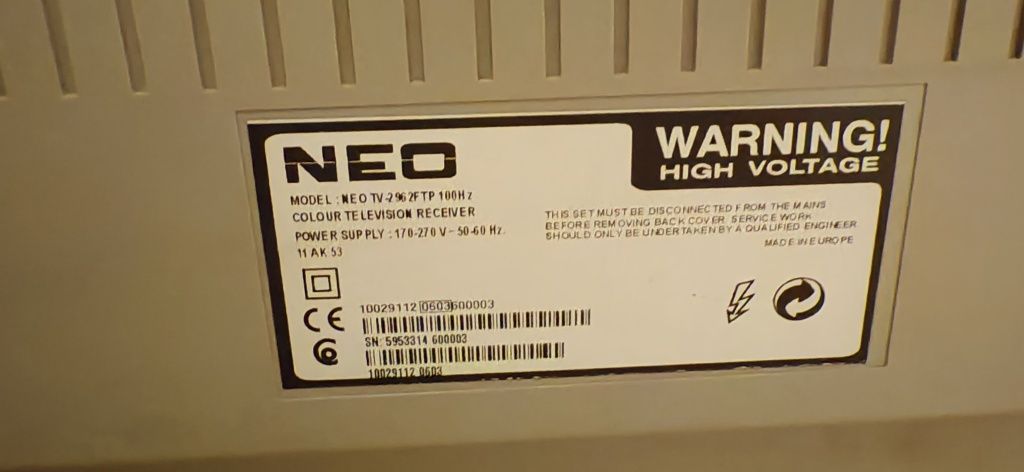 NEO
WARNING!
HIGH VOLTAGE
MODEL : NEO TV-2962FTP 100Hz
COLOUR TELEVISION RECEIVER
POWER SUPPLY : 170-270 V ~ 50-60 Hz.
11 AK 53
THIS SET MUST BE DISCONNECTED FROM THE MAINS
BEFORE REMOVING BACK COVER. SERVICE WORK
SHOULD ONLY BE UNDERTAKEN BY A QUALIFIED ENGINEER.
MADE IN EUROPE
CE
10029112 0603600003
SN: 5953314 600003
10029112 0603